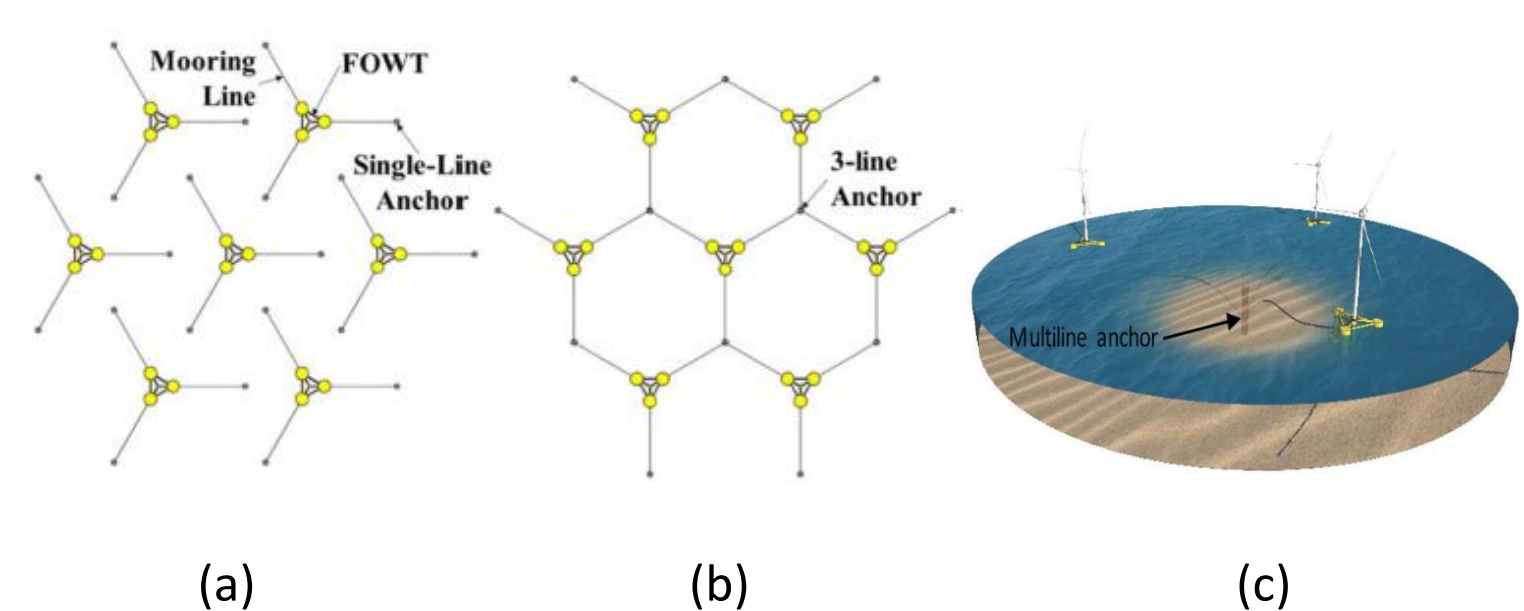 Mooring
Line
FOWT
Single-Line
Anchor
3-line
Anchor
Multiline anchor
(a)
(b)
(c)